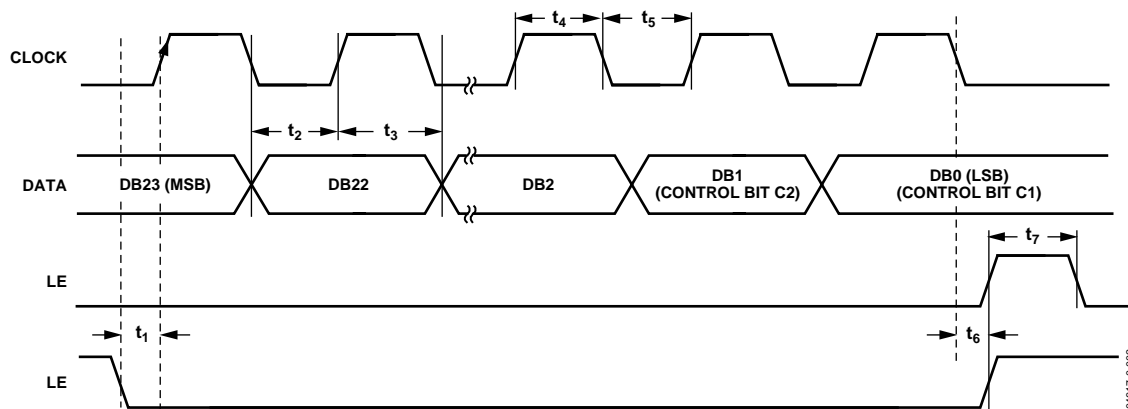 t4
t5
CLOCK
t2
t3
DATA
DB23 (MSB)
DB22
DB2
DB1
(CONTROL BIT C2)
DB0 (LSB)
(CONTROL BIT C1)
t7
LE
t1
t6
LE